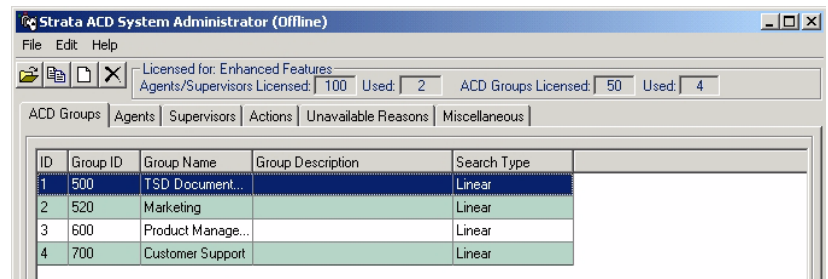 Strata ACD System Administrator (Offline)
File Edit Help
Licensed for: Enhanced Features
Agents/Supervisors Licensed: 100 Used: 2 ACD Groups Licensed: 50 Used: 4
ACD Groups Agents Supervisors Actions Unavailable Reasons Miscellaneous
ID Group ID Group Name Group Description Search Type
1 500 TSD Document... Linear
2 520 Marketing Linear
3 600 Product Manage... Linear
4 700 Customer Support Linear